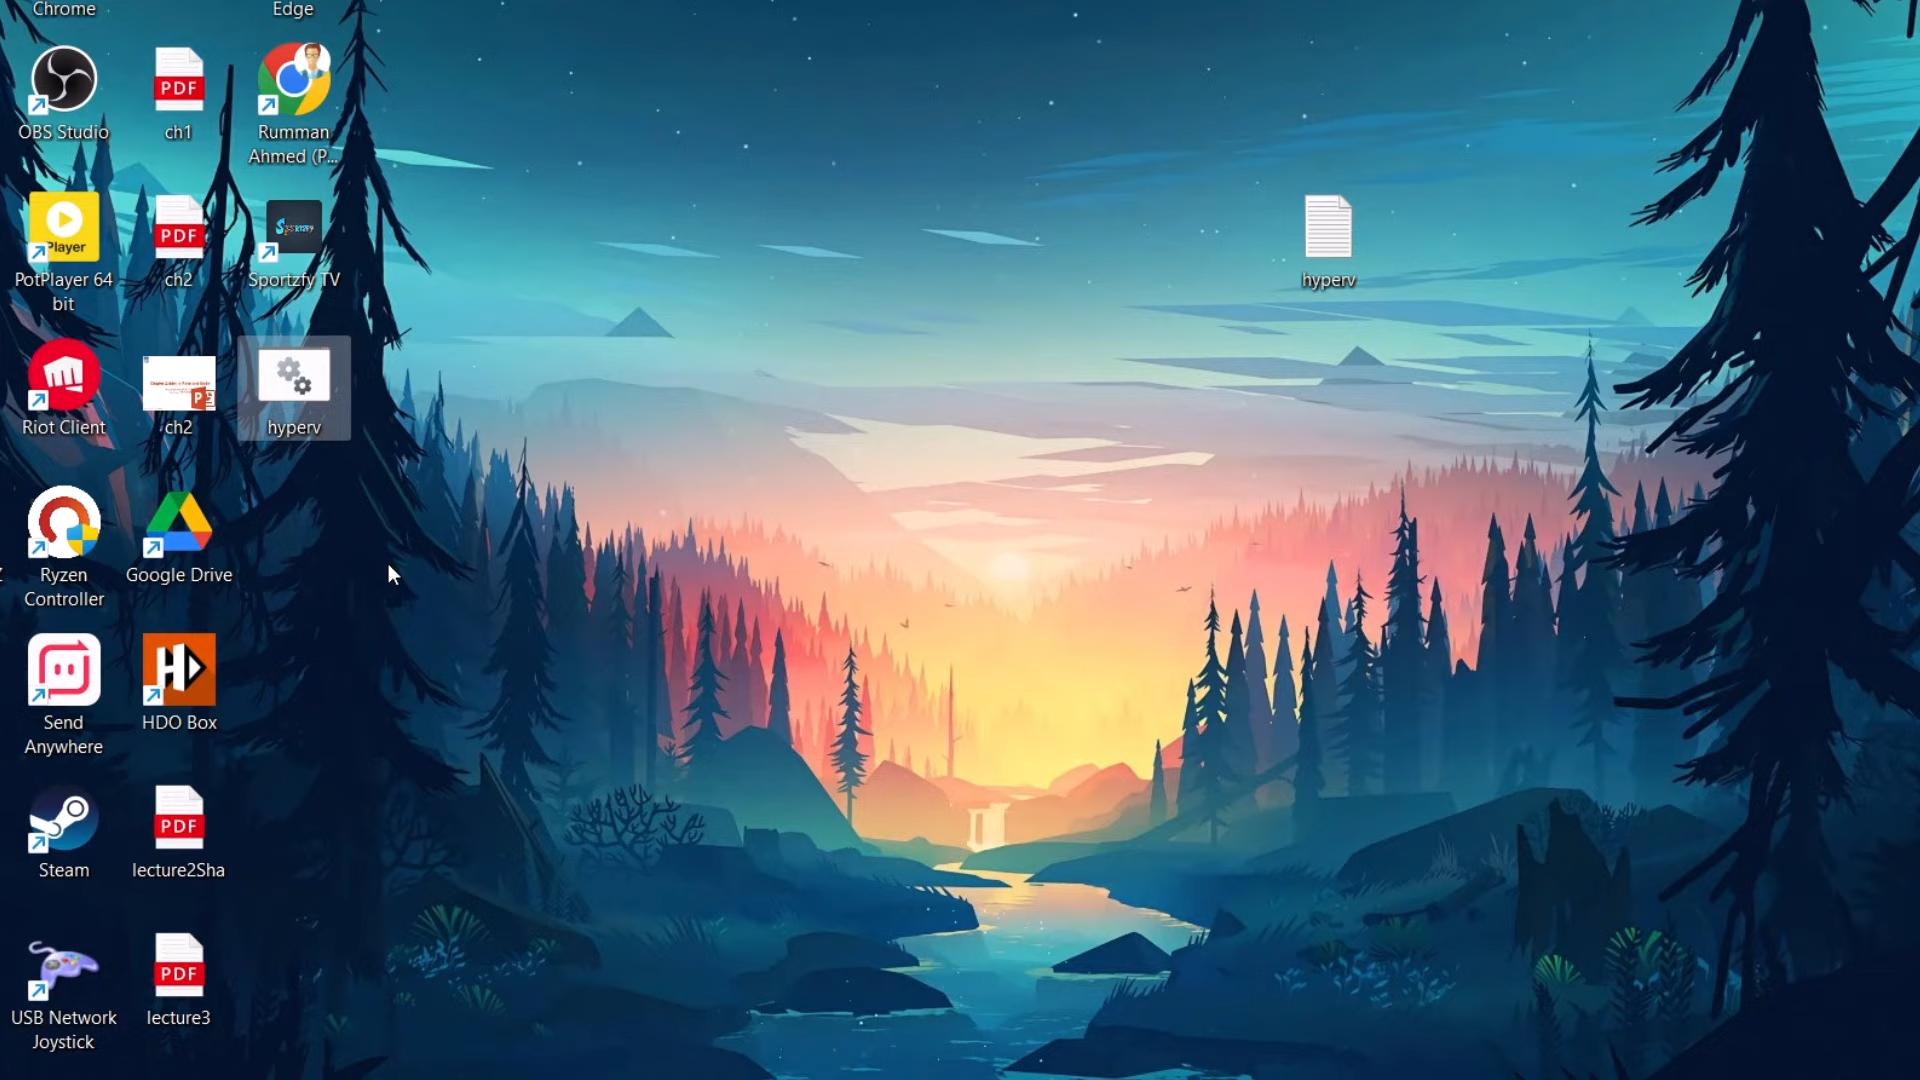 Chrome
Edge
OBS Studio
PDF
ch1
Rumman
Ahmed (P...
Player
PotPlayer 64
bit
PDF
ch2
Sportzfy TV
hyperv
Riot Client
P
ch2
hyperv
Ryzen
Controller
Google Drive
Send
Anywhere
HD
HDO Box
Steam
PDF
lecture2Sha
USB Network
Joystick
PDF
lecture3